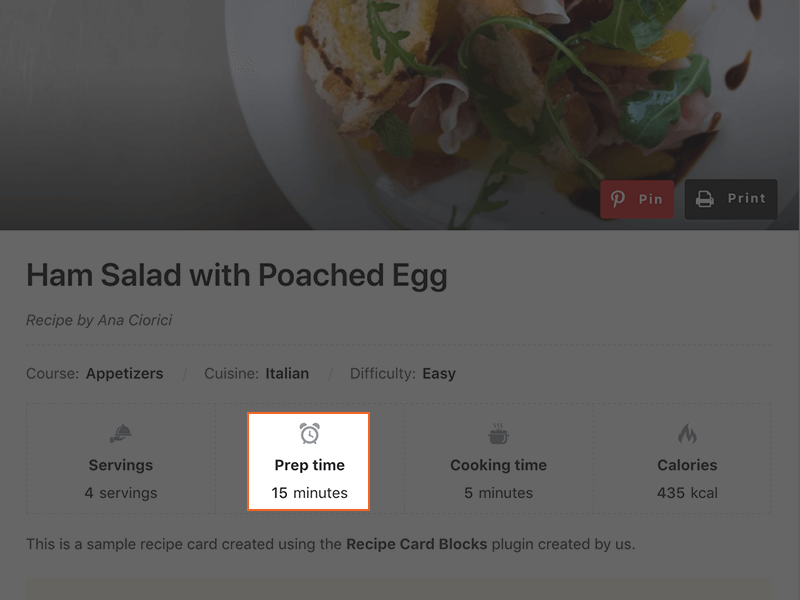 Pin
Print
Ham Salad with Poached Egg
Recipe by Ana Ciorici
Course: Appetizers / Cuisine: Italian / Difficulty: Easy
Servings Prep time Cooking time Calories
4 servings 15 minutes 5 minutes 435 kcal
This is a sample recipe card created using the Recipe Card Blocks plugin created by us.